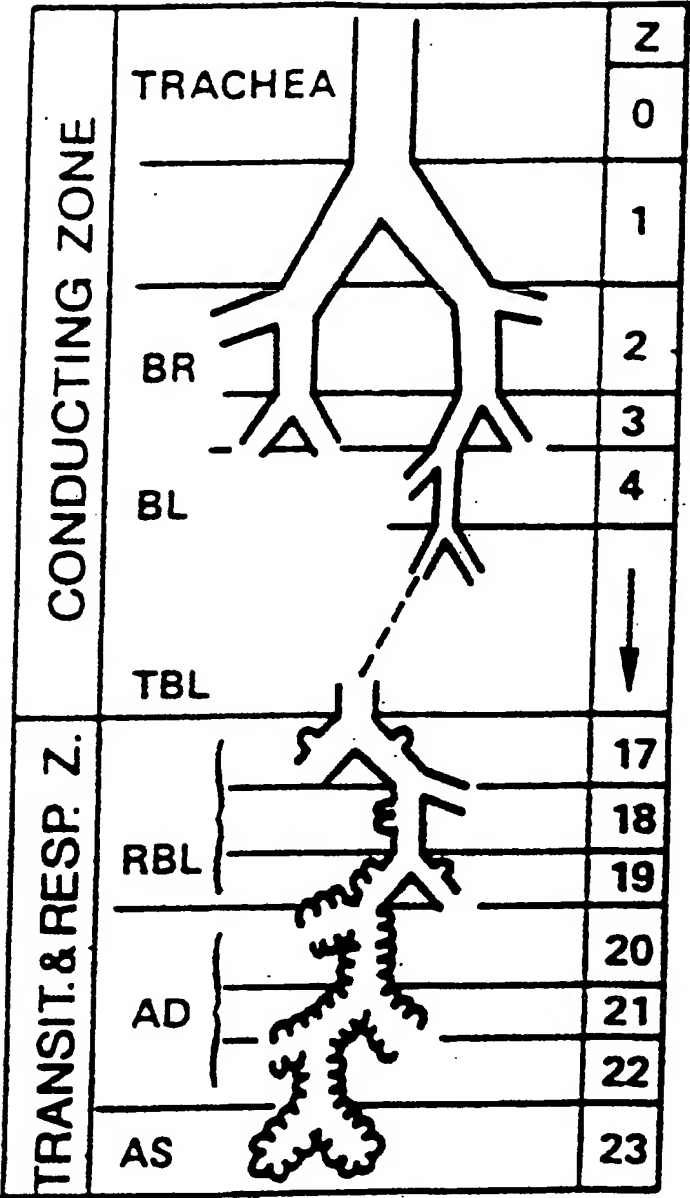 CONDUCTING ZONE
TRANSIT. & RESP. Z.
Z
TRACHEA 0
1
BR 2
3
BL 4
TBL
17
18
RBL 19
20
AD 21
22
AS 23